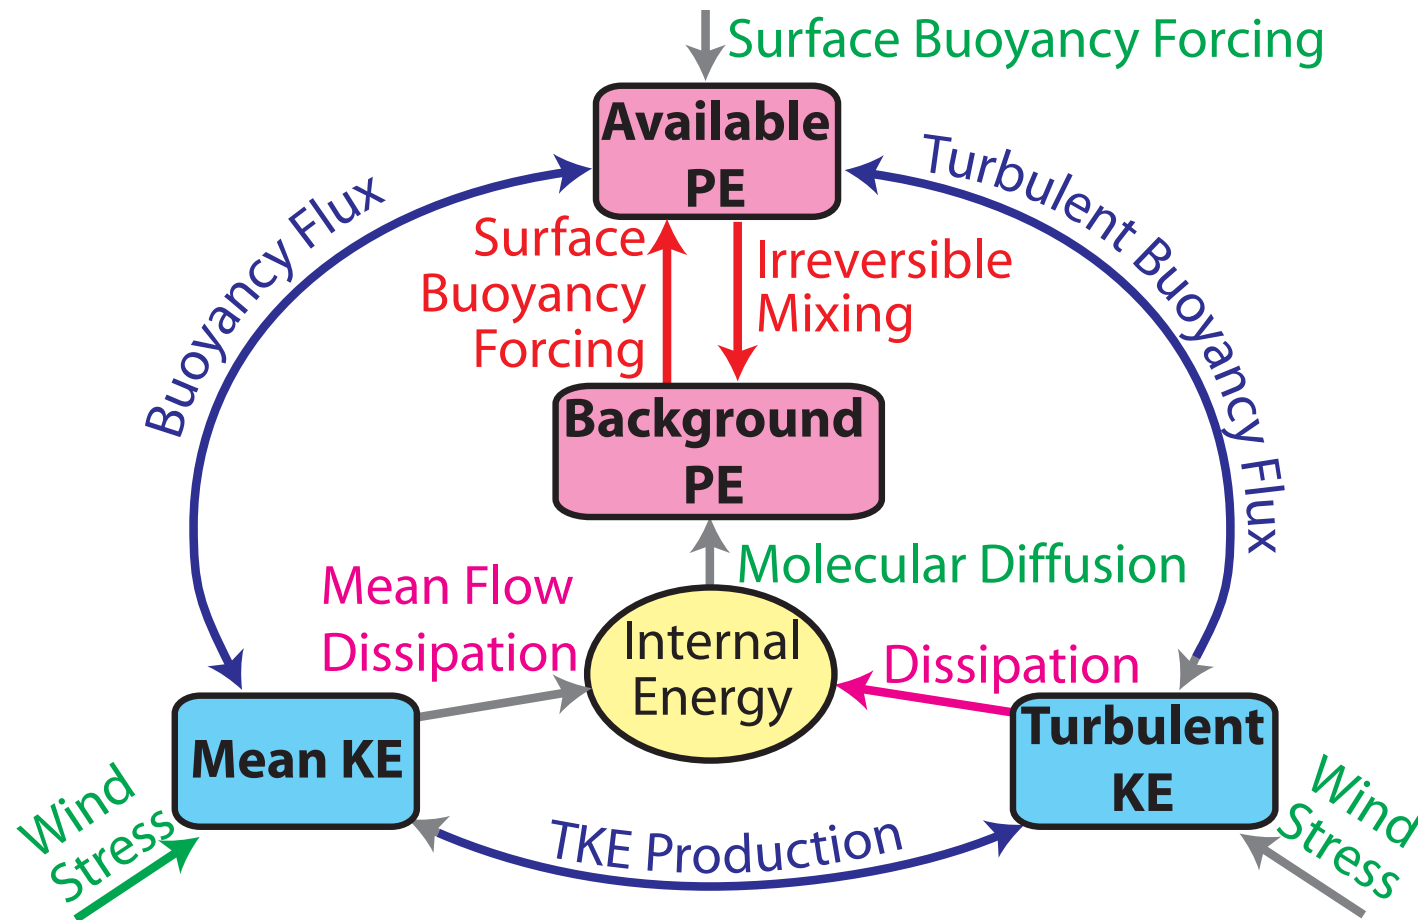 Surface Buoyancy Forcing
Available
PE
Buoyancy Flux
Turbulent Buoyancy Flux
Surface
Buoyancy
Forcing
Irreversible
Mixing
Background
PE
Molecular Diffusion
Mean Flow
Dissipation
Internal
Energy
Dissipation
Mean KE
Turbulent
KE
Wind
Stress
TKE Production
Wind
Stress